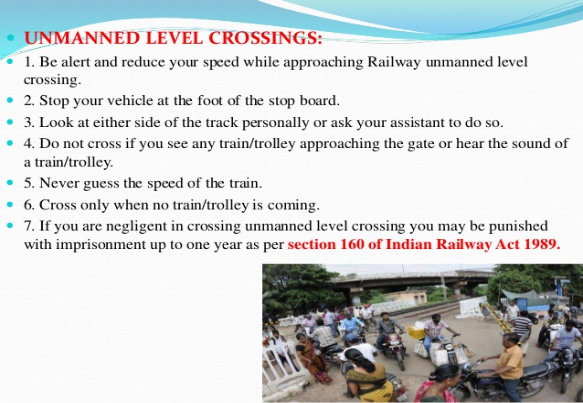 UNMANNED LEVEL CROSSINGS:
1. Be alert and reduce your speed while approaching Railway unmanned level
crossing.
2. Stop your vehicle at the foot of the stop board.
3. Look at either side of the track personally or ask your assistant to do so.
4. Do not cross if you see any train/trolley approaching the gate or hear the sound of
a train/trolley.
5. Never guess the speed of the train.
6. Cross only when no train/trolley is coming.
7. If you are negligent in crossing unmanned level crossing you may be punished
with imprisonment up to one year as per section 160 of Indian Railway Act 1989.